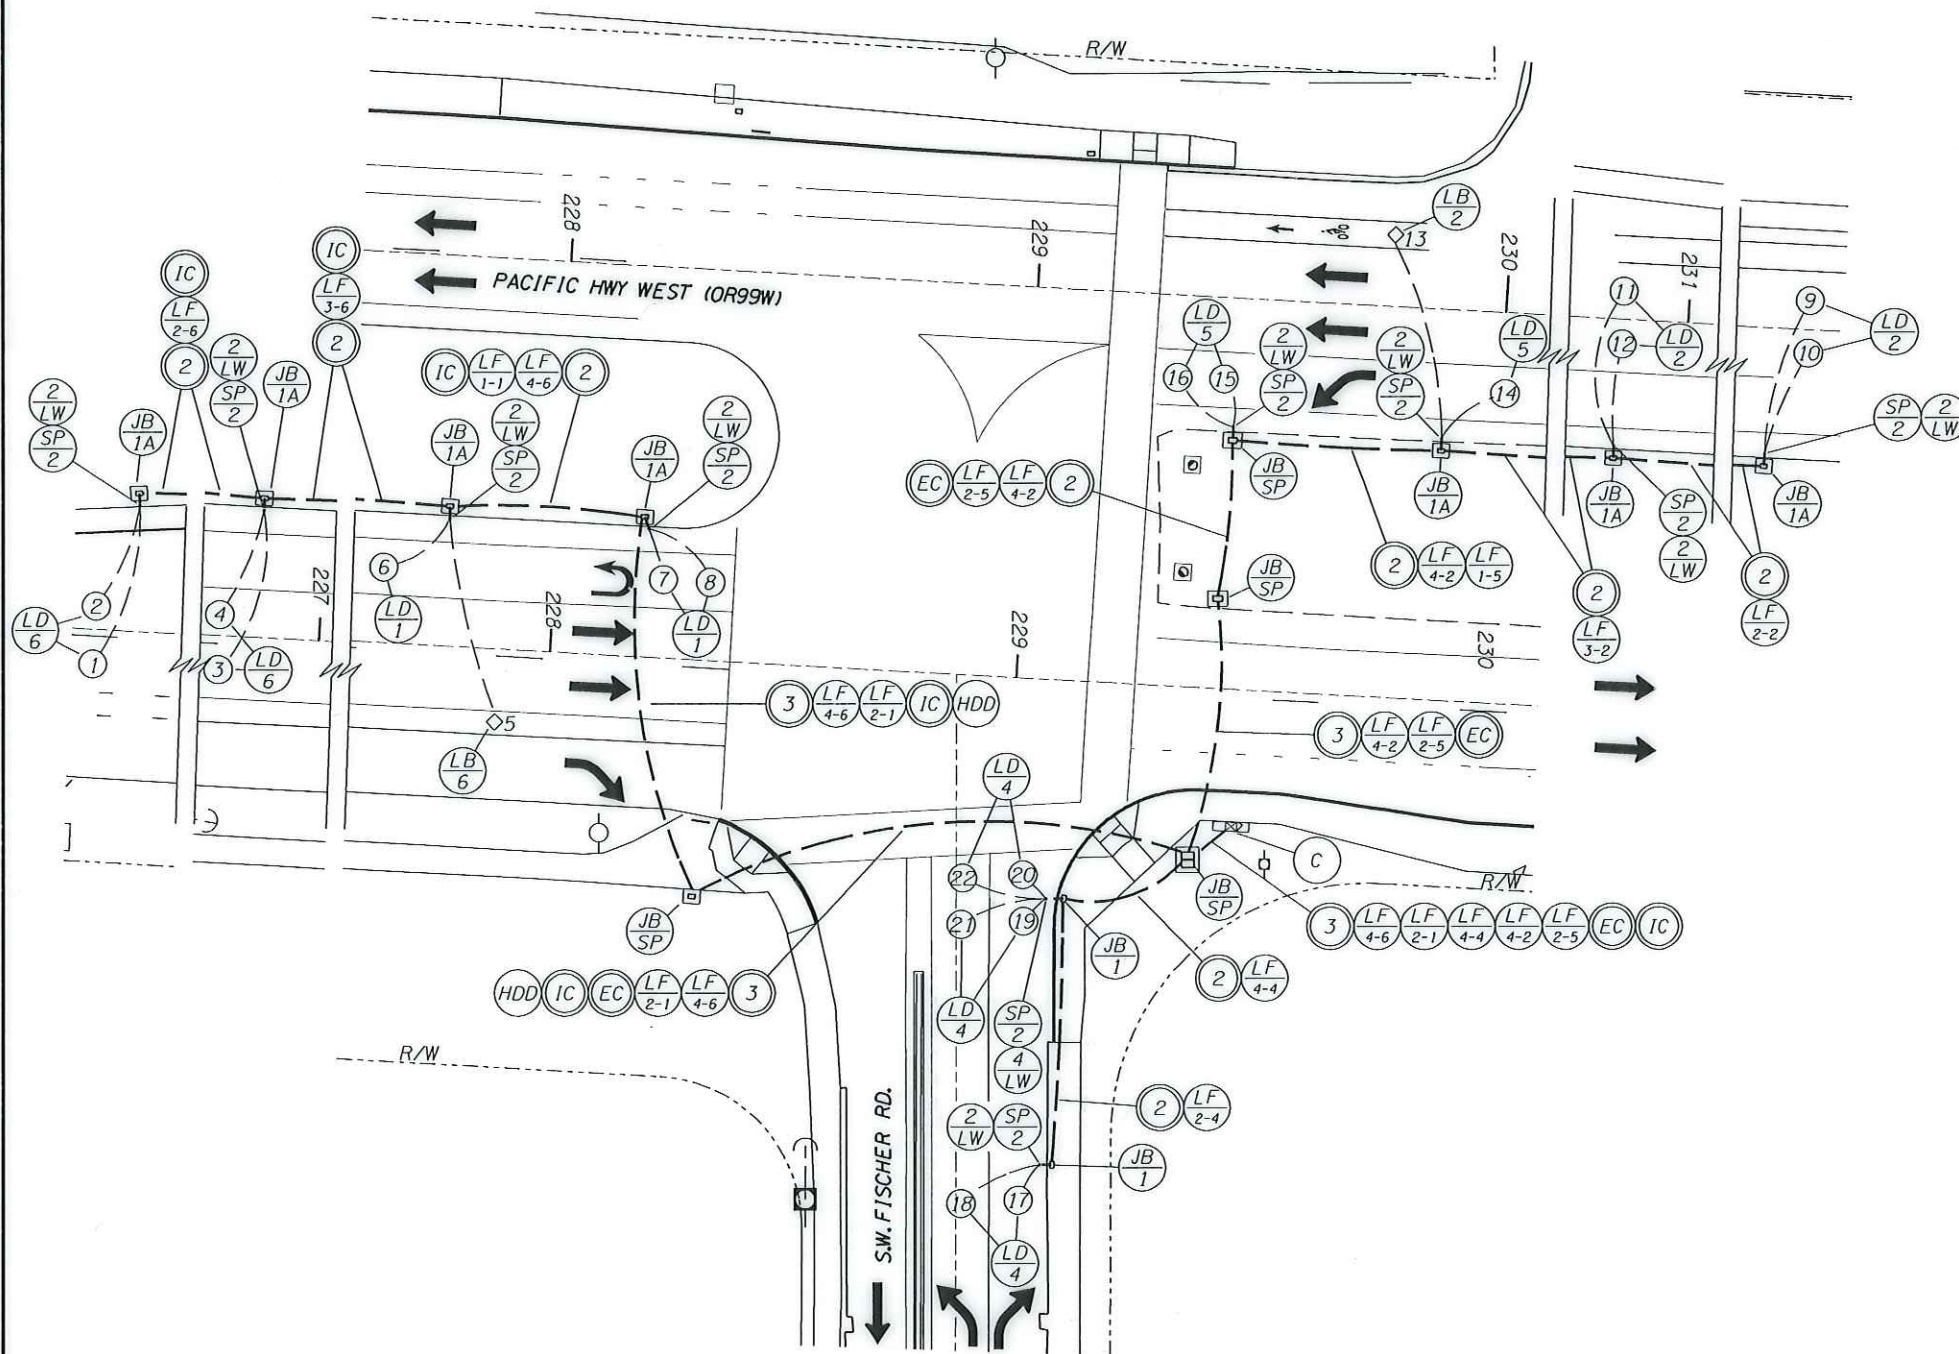 R/W
LB
2
13
228
229
230
231
PACIFIC HWY WEST (OR99W)
IC
LF
2-6
2
IC
LF
3-6
2
2
LW
SP
2
JB
1A
2
LW
SP
2
JB
1A
IC
LF
1-1
LF
4-6
2
JB
1A
2
LW
SP
2
JB
1A
2
LW
SP
2
LD
5
16
15
2
LW
SP
2
2
LW
SP
2
LD
5
14
11
12
LD
2
9
10
LD
2
SP
2
2
LW
EC
LF
2-5
LF
4-2
2
JB
SP
JB
1A
JB
1A
SP
2
2
LW
JB
1A
2
LF
4-2
LF
1-5
2
LF
3-2
2
LF
2-2
JB
SP
LD
6
2
1
4
3
LD
6
227
6
LD
1
228
7
8
LD
1
229
230
5
LB
6
3
LF
4-6
LF
2-1
IC
HDD
3
LF
4-2
LF
2-5
EC
LD
4
22
20
21
19
C
JB
SP
R/W
JB
SP
JB
1
3
LF
4-6
LF
2-1
LF
4-4
LF
4-2
LF
2-5
EC
IC
2
LF
4-4
HDD
IC
EC
LF
2-1
LF
4-6
3
LD
4
SP
2
4
LW
R/W
S.W. FISCHER RD.
2
LW
SP
2
2
LF
2-4
JB
1
18
17
LD
4